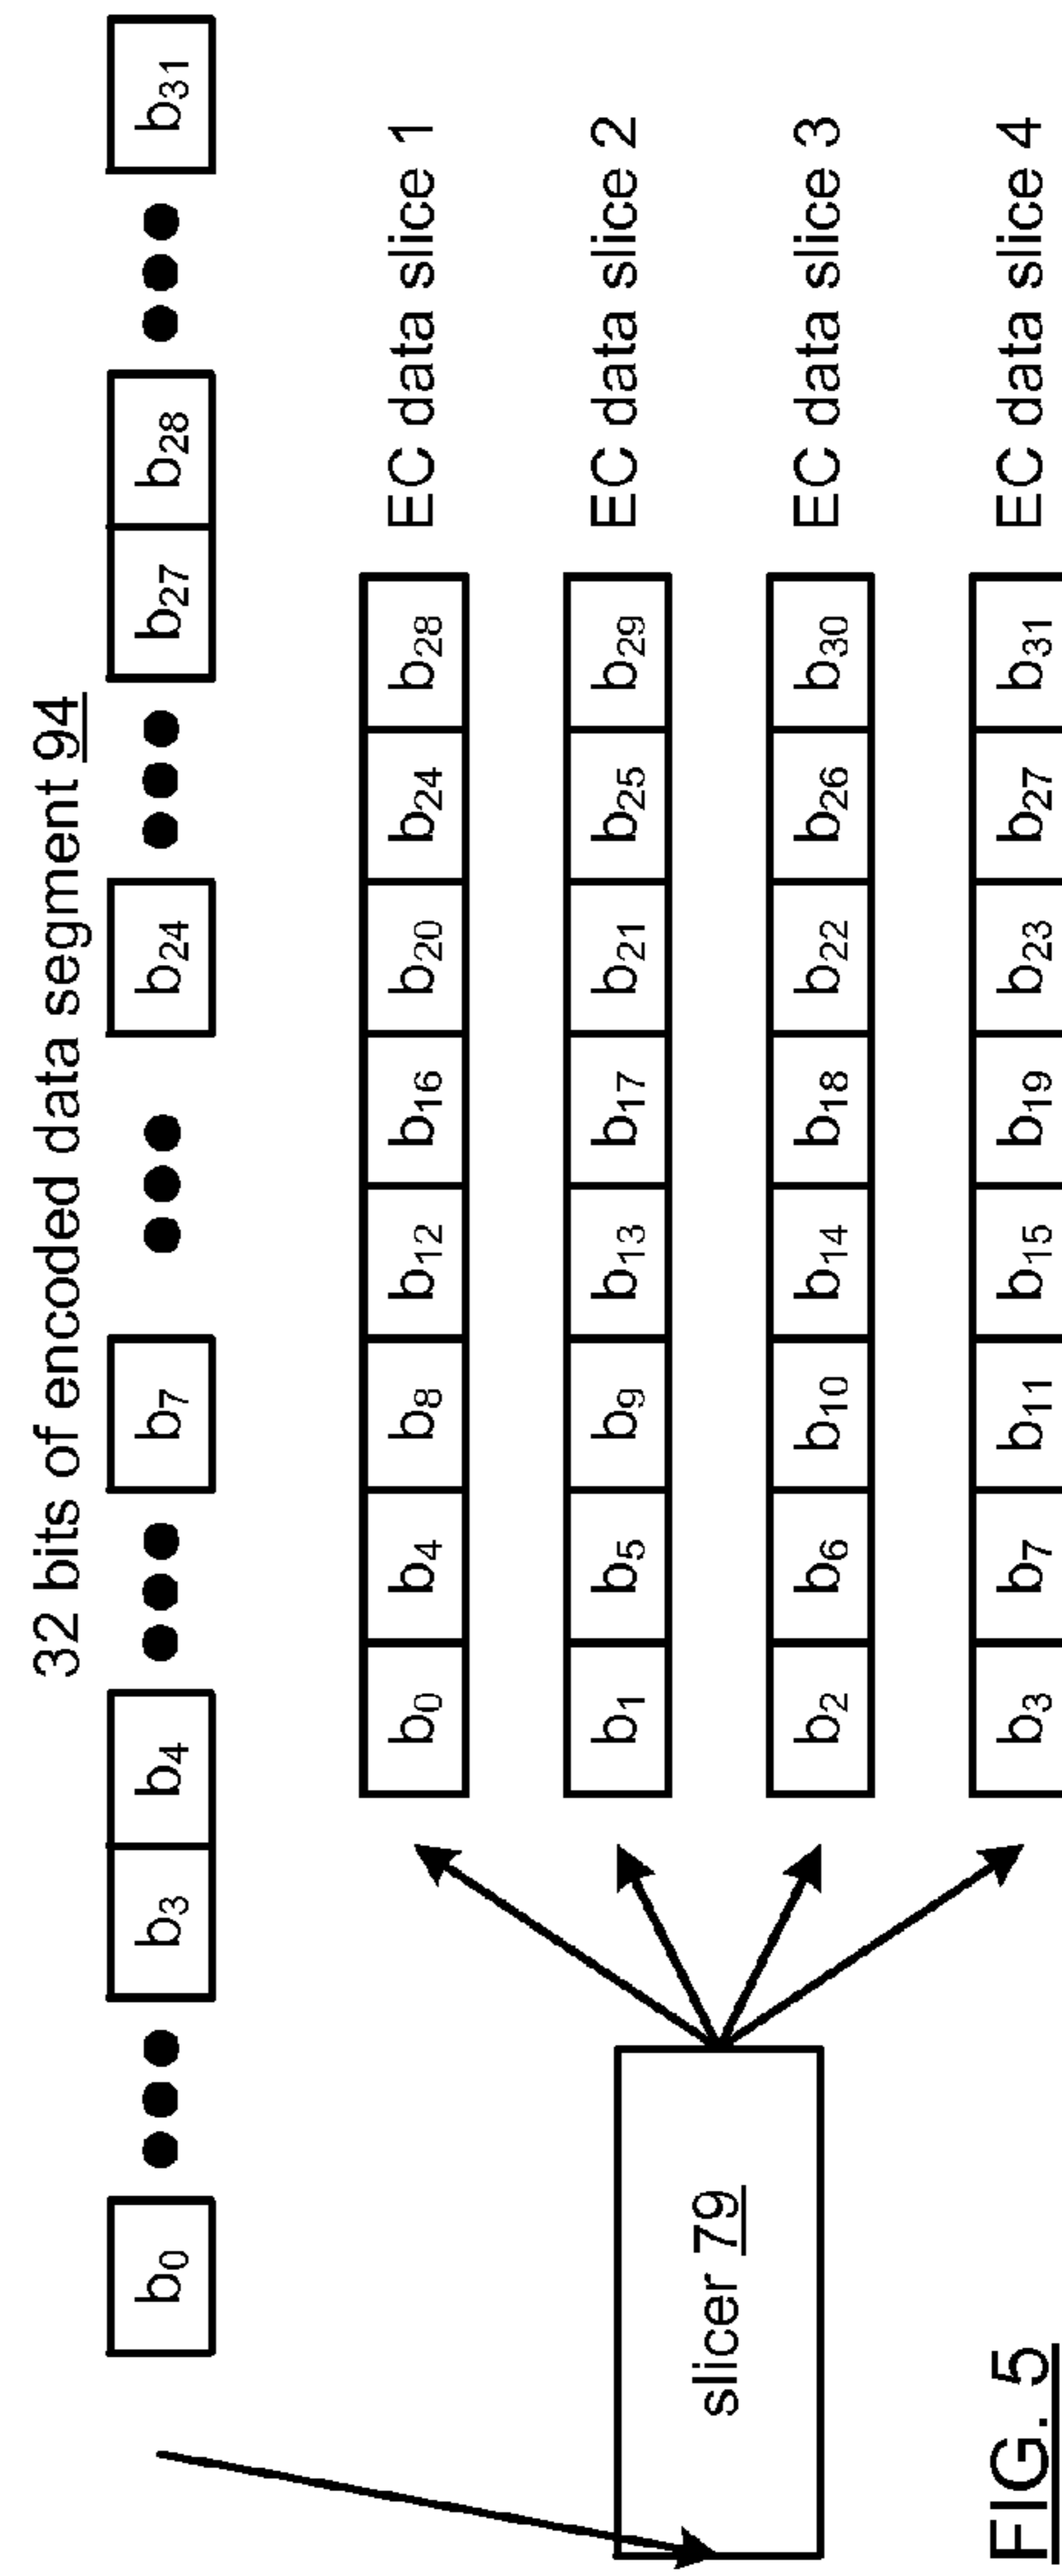 32 bits of encoded data segment 94
b0 b3 b4 b7 b24 b27 b28 b31
b0 b4 b8 b12 b16 b20 b24 b28 EC data slice 1
b1 b5 b9 b13 b17 b21 b25 b29 EC data slice 2
slicer 79
b2 b6 b10 b14 b18 b22 b26 b30 EC data slice 3
b3 b7 b11 b15 b19 b23 b27 b31 EC data slice 4
FIG. 5